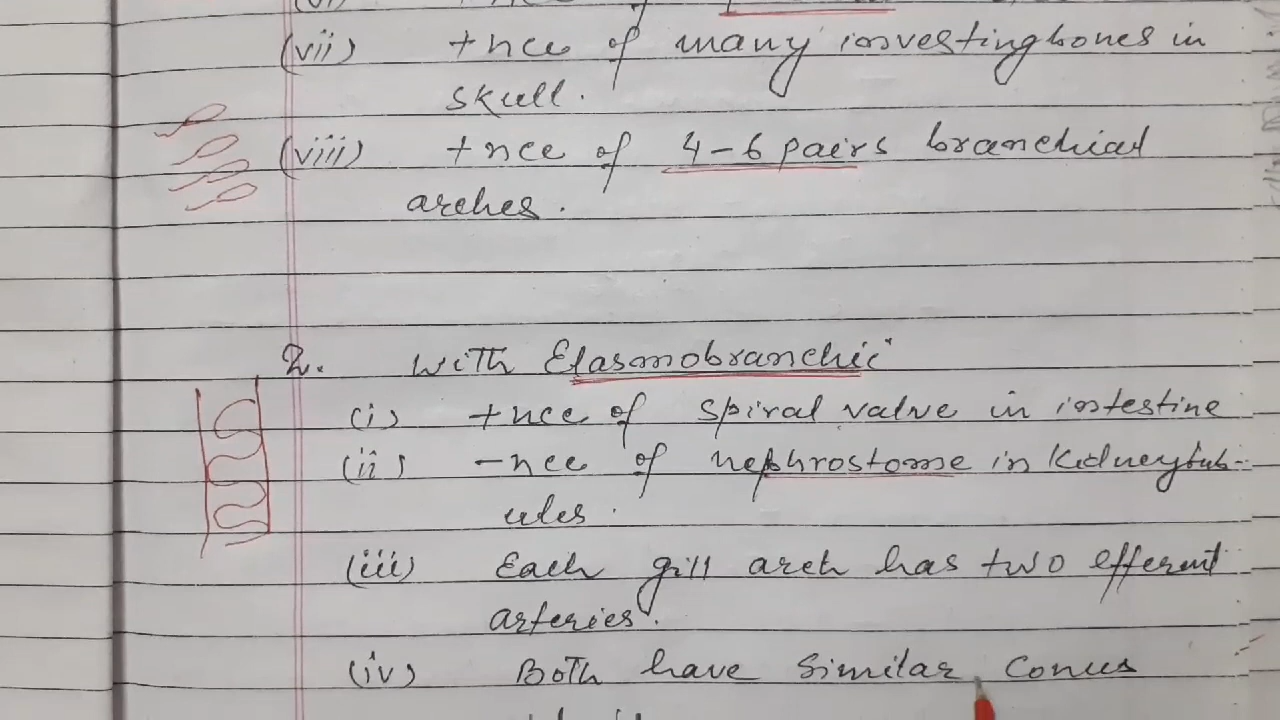 (vii) +nce of many investing bones in
skull.
(viii) +nce of 4-6 pairs branchial
arches.
2. with Elasmobranchii
(i) +nce of spiral valve in intestine
(ii) -nce of nephrostome in Kidney tub-
ules.
(iii) Each gill arch has two efferent
arteries.
(iv) Both have similar conus